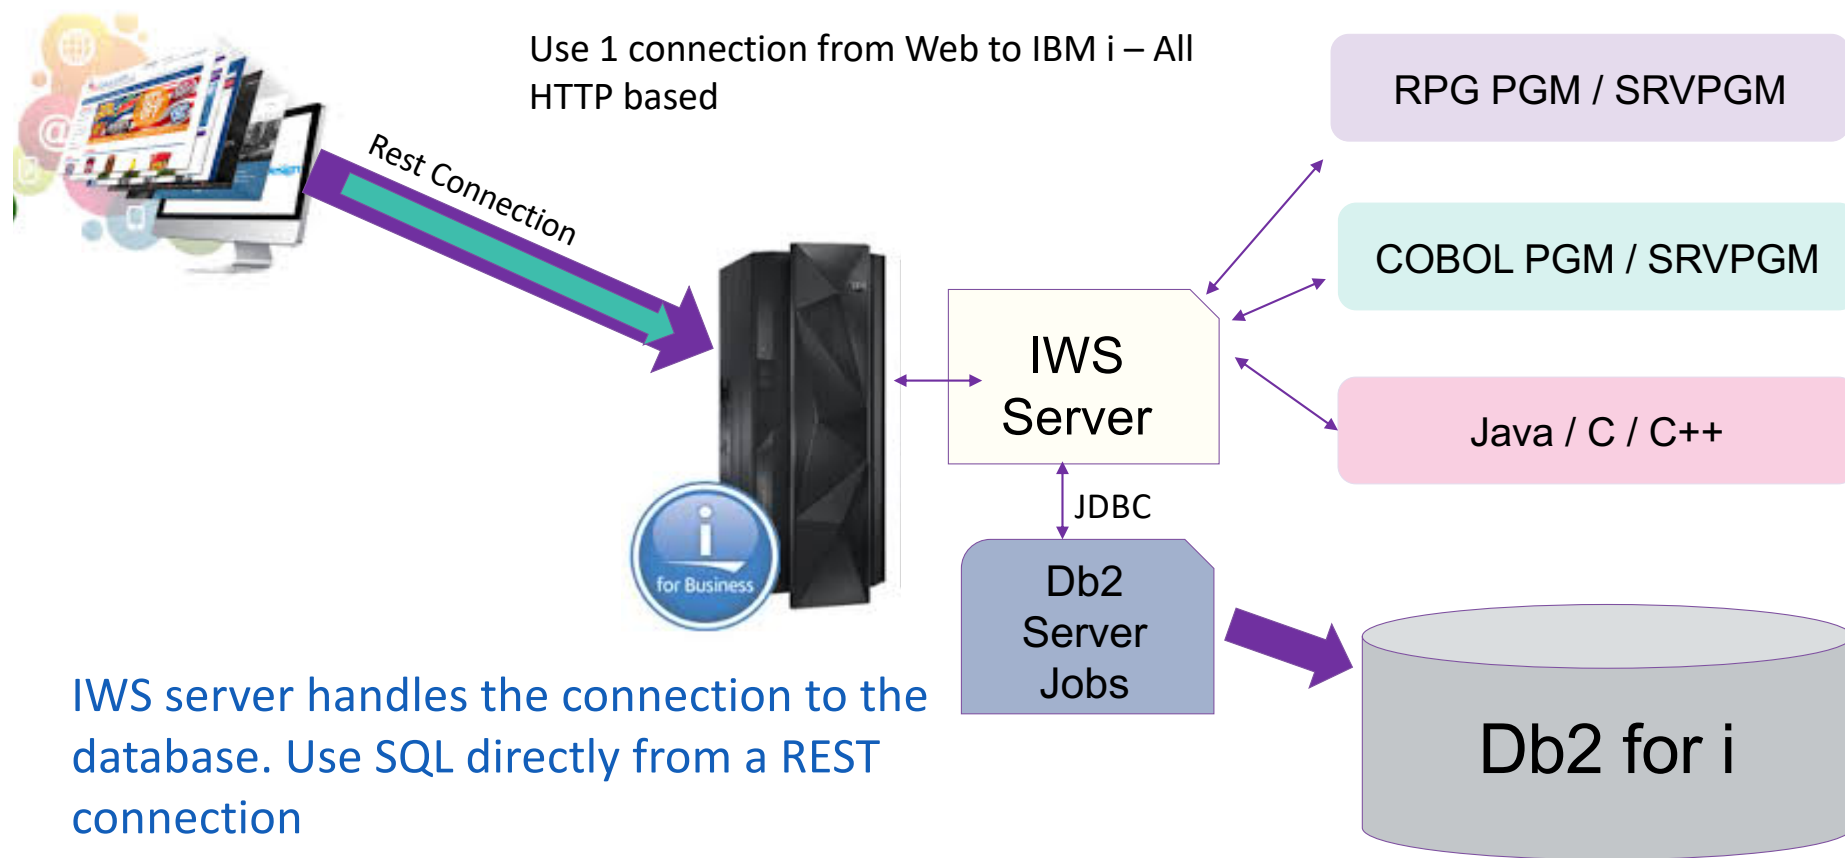 Use 1 connection from Web to IBM i – All
HTTP based
Rest Connection
RPG PGM / SRVPGM
COBOL PGM / SRVPGM
Java / C / C++
IWS
Server
JDBC
Db2
Server
Jobs
Db2 for i
i
for Business
IWS server handles the connection to the
database. Use SQL directly from a REST
connection